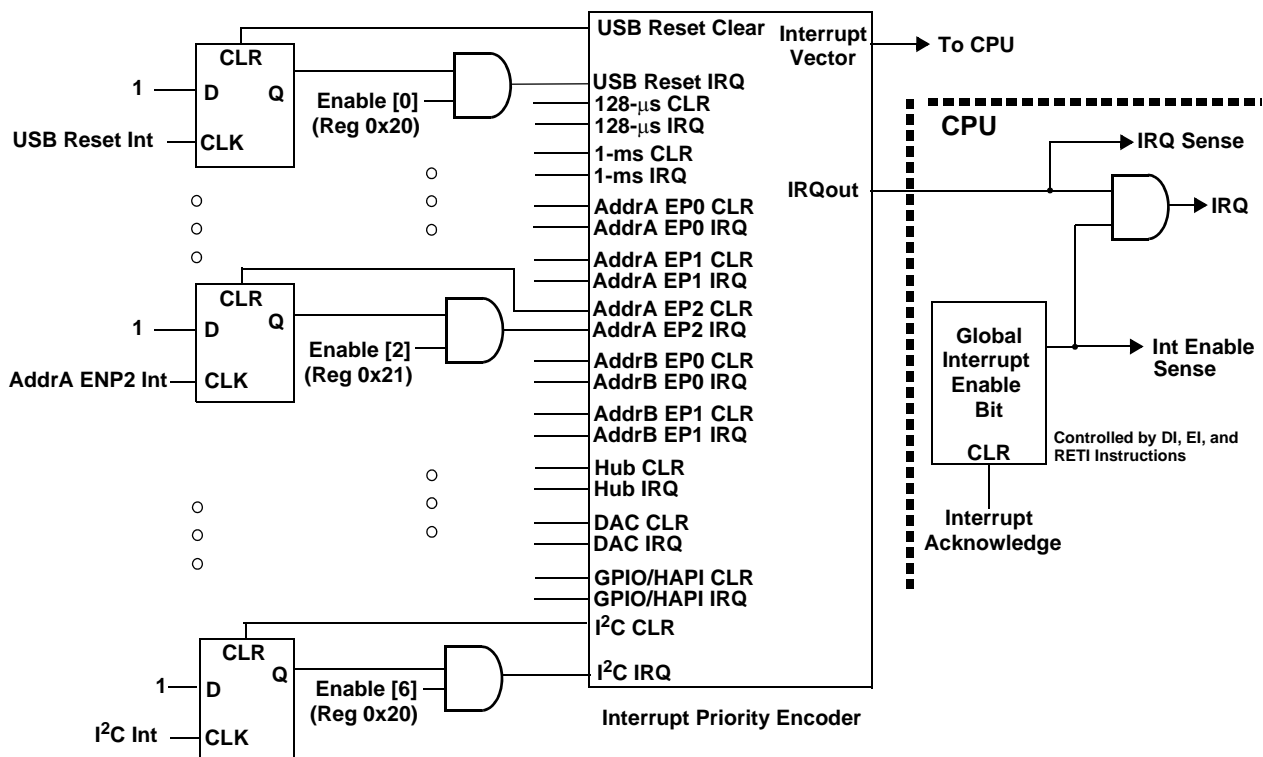 CLR
1
D
Q
USB Reset Int
CLK
Enable [0]
(Reg 0x20)
CLR
1
D
Q
AddrA ENP2 Int
CLK
Enable [2]
(Reg 0x21)
CLR
1
D
Q
I²C Int
CLK
Enable [6]
(Reg 0x20)
USB Reset Clear
USB Reset IRQ
128-μs CLR
128-μs IRQ
1-ms CLR
1-ms IRQ
AddrA EP0 CLR
AddrA EP0 IRQ
AddrA EP1 CLR
AddrA EP1 IRQ
AddrA EP2 CLR
AddrA EP2 IRQ
AddrB EP0 CLR
AddrB EP0 IRQ
AddrB EP1 CLR
AddrB EP1 IRQ
Hub CLR
Hub IRQ
DAC CLR
DAC IRQ
GPIO/HAPI CLR
GPIO/HAPI IRQ
I²C CLR
I²C IRQ
Interrupt
Vector
IRQout
Interrupt Priority Encoder
To CPU
CPU
IRQ Sense
IRQ
Global
Interrupt
Enable
Bit
CLR
Int Enable
Sense
Controlled by DI, EI, and
RETI Instructions
Interrupt
Acknowledge